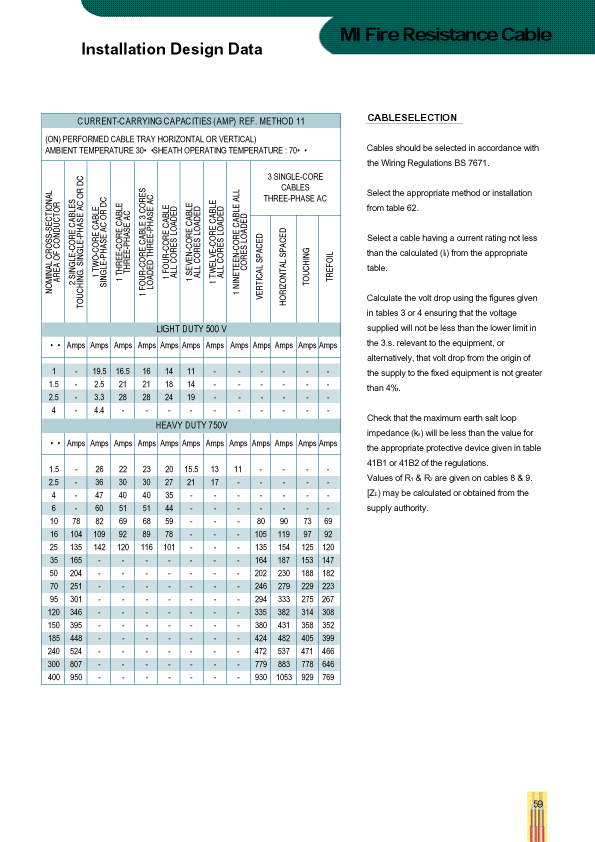 MI Fire Resistance Cable
Installation Design Data
CURRENT-CARRYING CAPACITIES (AMP) REF. METHOD 11
(ON) PERFORMED CABLE TRAY HORIZONTAL OR VERTICAL)
AMBIENT TEMPERATURE 30• •SHEATH OPERATING TEMPERATURE : 70• •
NOMINAL CROSS-SECTIONAL
AREA OF CONDUCTOR
2 SINGLE-CORE CABLES
TOUCHING. SINGLE-PHASE AC OR DC
1 TWO-CORE CABLE
SINGLE-PHASE AC OR DC
1 THREE-CORE CABLE
THREE-PHASE AC
1 FOUR-CORE CABLE 3 CORES
LOADED THREE-PHASE AC
1 FOUR-CORE CABLE
ALL CORES LOADED
1 SEVEN-CORE CABLE
ALL CORES LOADED
1 TWELVE-CORE CABLE
ALL CORES LOADED
1 NINETEEN-CORE CABLE ALL
CORES LOADED
3 SINGLE-CORE
CABLES
THREE-PHASE AC
VERTICAL SPACED
HORIZONTAL SPACED
TOUCHING
TREFOIL
LIGHT DUTY 500 V
• • Amps Amps Amps Amps Amps Amps Amps Amps Amps Amps Amps Amps
1 - 19.5 16.5 16 14 11 - - - - - -
1.5 - 2.5 21 21 18 14 - - - - - -
2.5 - 3.3 28 28 24 19 - - - - - -
4 - 4.4 - - - - - - - - - -
HEAVY DUTY 750V
• • Amps Amps Amps Amps Amps Amps Amps Amps Amps Amps Amps Amps
1.5 - 26 22 23 20 15.5 13 11 - - - -
2.5 - 36 30 30 27 21 17 - - - - -
4 - 47 40 40 35 - - - - - - -
6 - 60 51 51 44 - - - - - - -
10 78 82 69 68 59 - - - 80 90 73 69
16 104 109 92 89 78 - - - 105 119 97 92
25 135 142 120 116 101 - - - 135 154 125 120
35 165 - - - - - - - 164 187 153 147
50 204 - - - - - - - 202 230 188 182
70 251 - - - - - - - 246 279 229 223
95 301 - - - - - - - 294 333 275 267
120 346 - - - - - - - 335 382 314 308
150 395 - - - - - - - 380 431 358 352
185 448 - - - - - - - 424 482 405 399
240 524 - - - - - - - 472 537 471 466
300 807 - - - - - - - 779 883 778 646
400 950 - - - - - - - 930 1053 929 769
CABLESELECTION
Cables should be selected in accordance with
the Wiring Regulations BS 7671.
Select the appropriate method or installation
from table 62.
Select a cable having a current rating not less
than the calculated (I) from the appropriate
table.
Calculate the volt drop using the figures given
in tables 3 or 4 ensuring that the voltage
supplied will not be less than the lower limit in
the 3.s. relevant to the equipment, or
alternatively, that volt drop from the origin of
the supply to the fixed equipment is not greater
than 4%.
Check that the maximum earth salt loop
impedance will be less than the value for
the appropriate protective device given in table
41B1 or 41B2 of the regulations.
Values of R1 & R2 are given on cables 8 & 9.
[ZE) may be calculated or obtained from the
supply authority.
59